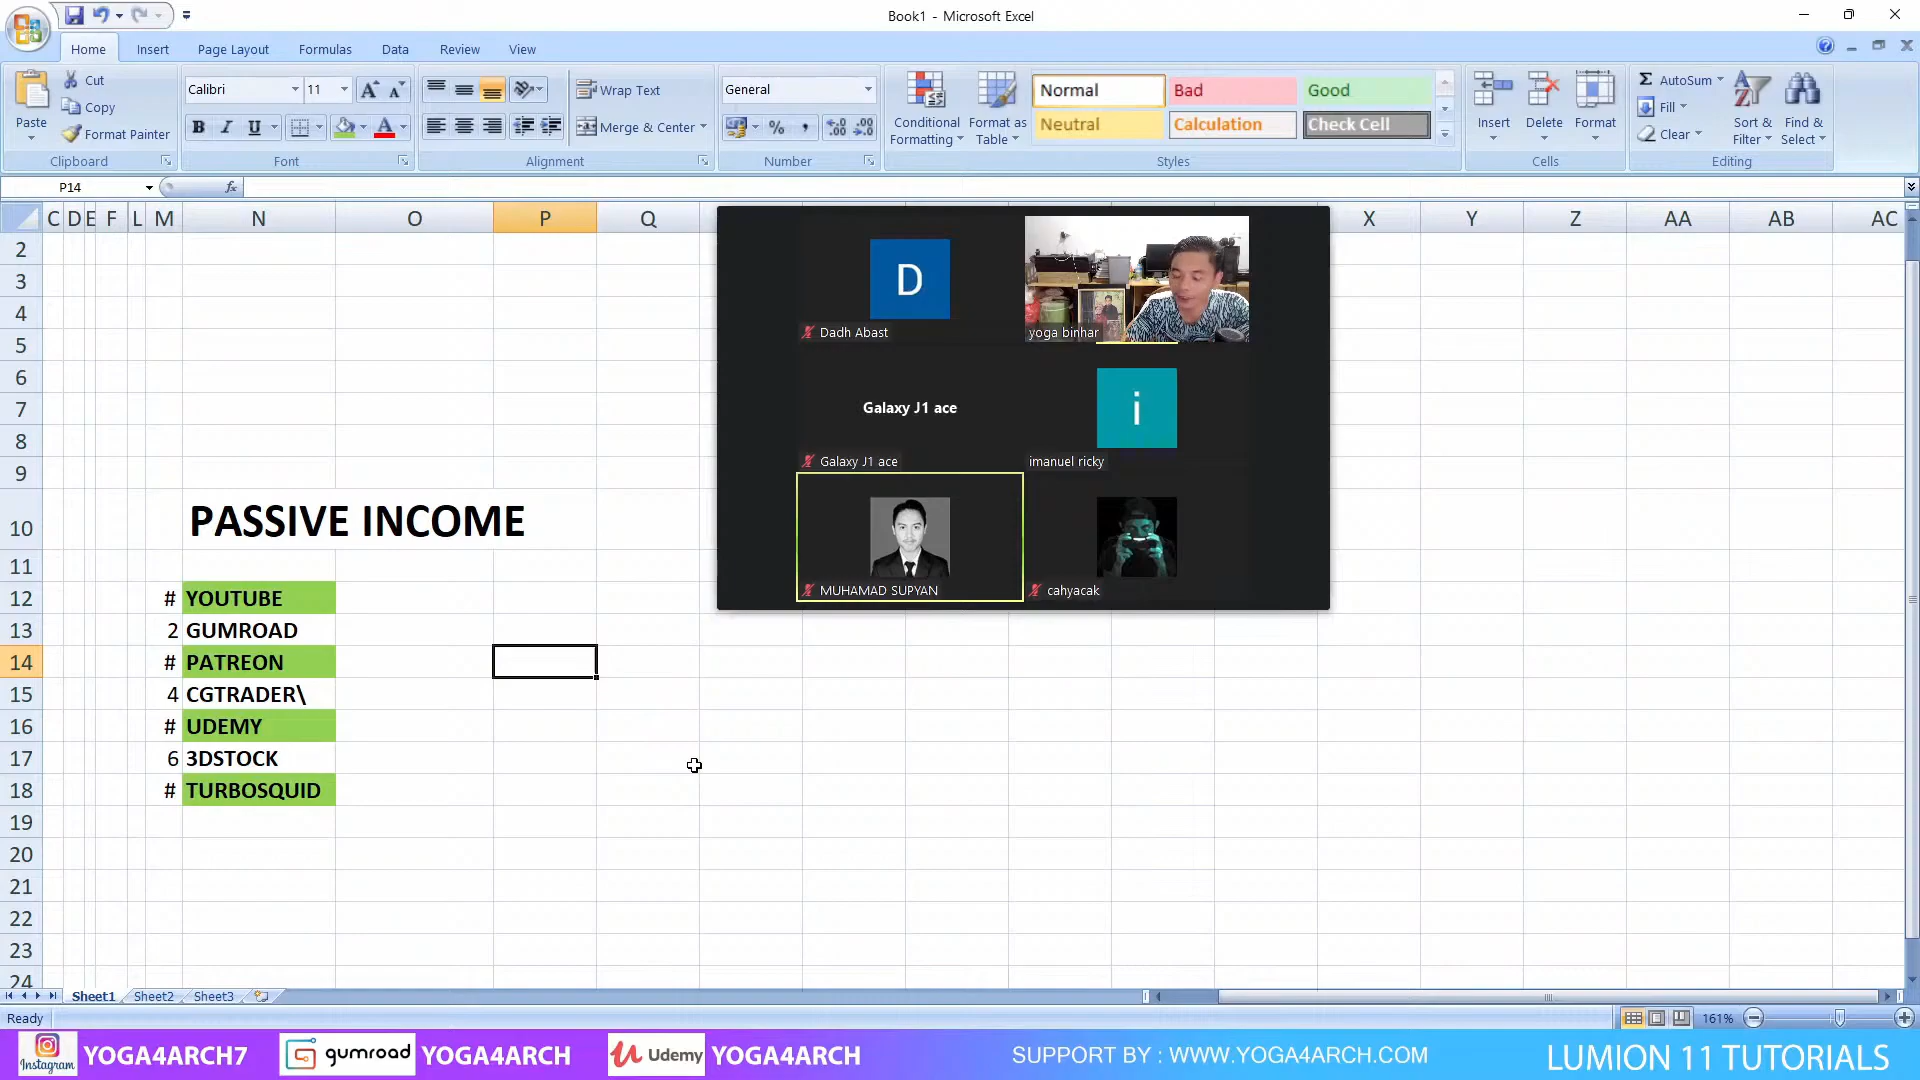 Book1 - Microsoft Excel
Home Insert Page Layout Formulas Data Review View
Paste
Cut
Copy
Format Painter
Clipboard
Calibri 11
B I U
Font
Wrap Text
Merge & Center
Alignment
General
%
Number
Conditional Formatting
Format as Table
Normal Bad Good
Neutral Calculation Check Cell
Styles
Insert Delete Format
Cells
AutoSum
Fill
Clear
Sort & Filter
Find & Select
Editing
P14 fx
C D E F L M N O P Q X Y Z AA AB AC
2
3
4
5
6
7
8
9
10 PASSIVE INCOME
11
12 # YOUTUBE
13 2 GUMROAD
14 # PATREON
15 4 CGTRADER\
16 # UDEMY
17 6 3DSTOCK
18 # TURBOSQUID
19
20
21
22
23
24
D
Dadh Abast
yoga binhar
Galaxy J1 ace
Galaxy J1 ace
i
imanuel ricky
MUHAMAD SUPYAN
cahyacak
Sheet1 Sheet2 Sheet3
Ready 161%
Instagram YOGA4ARCH7 gumroad YOGA4ARCH Udemy YOGA4ARCH SUPPORT BY : WWW.YOGA4ARCH.COM LUMION 11 TUTORIALS